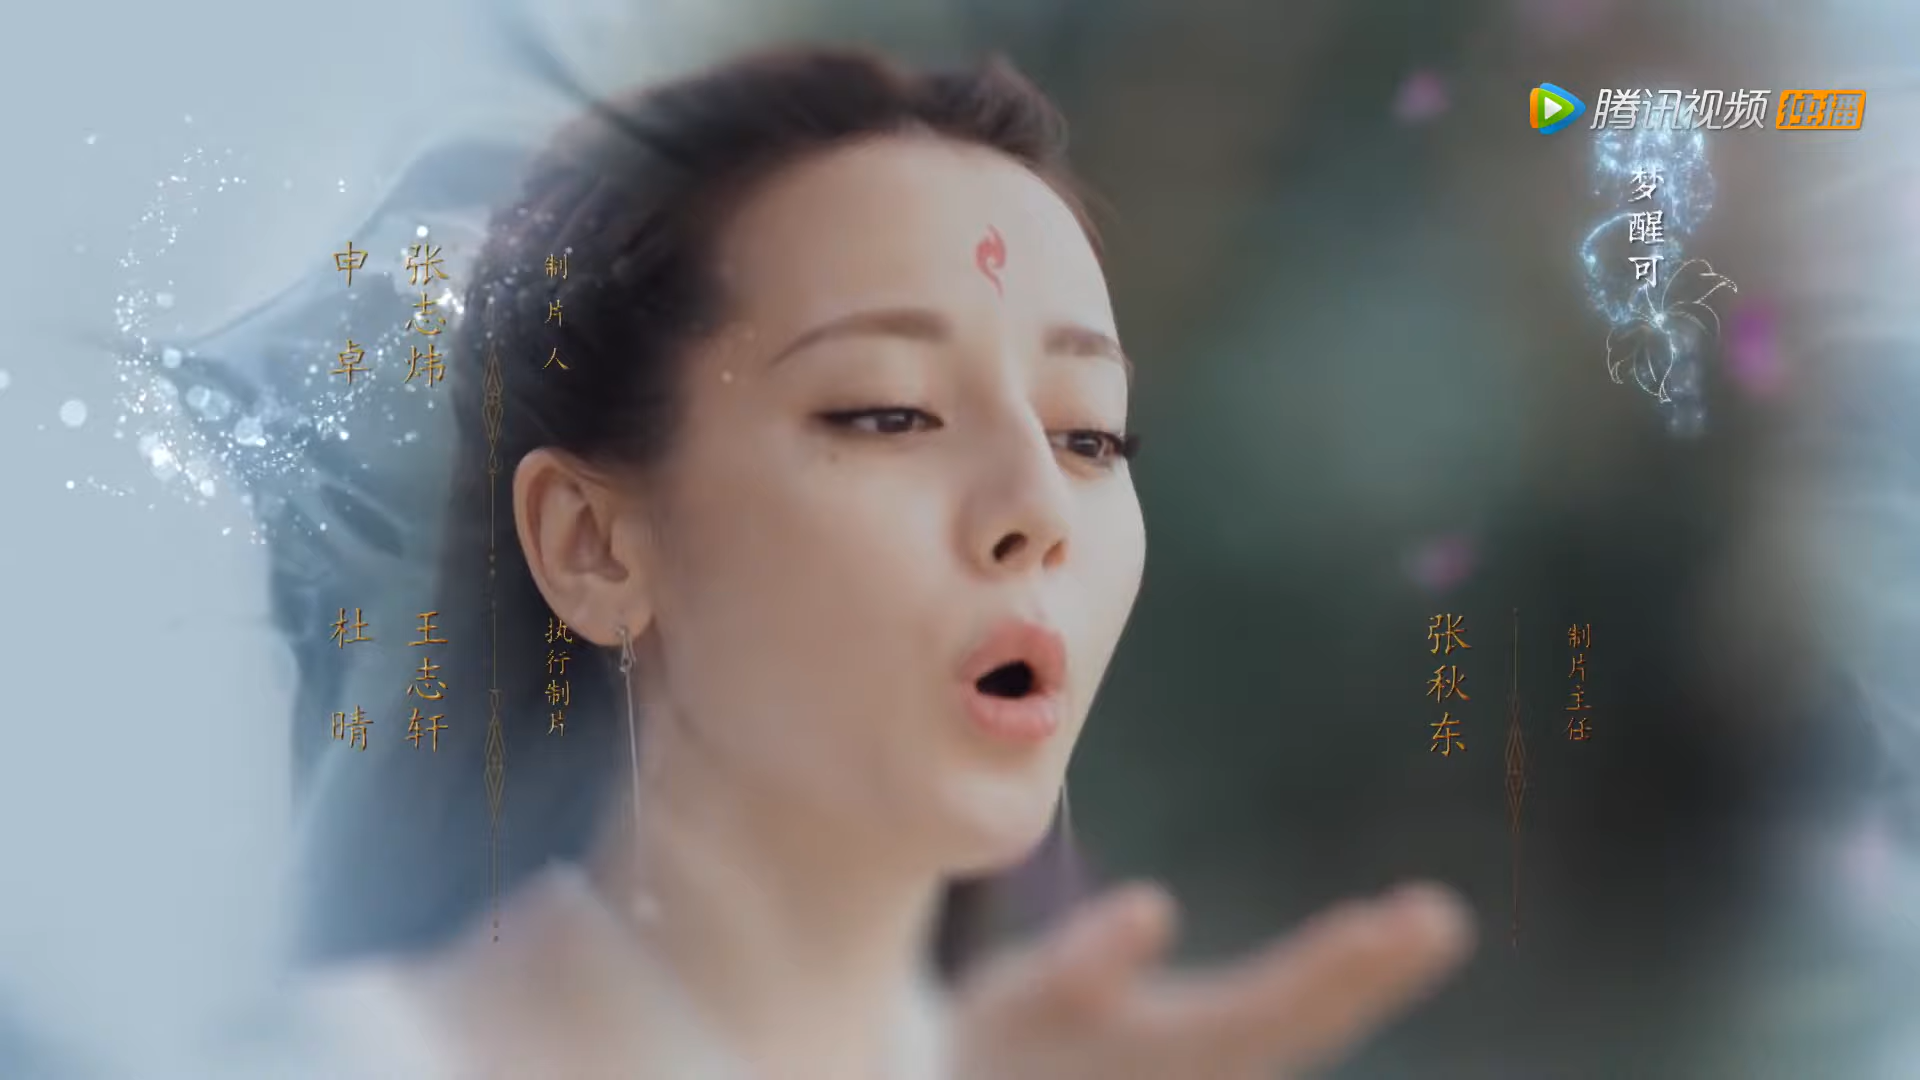 腾讯视频 独播
梦醒可
制片人
张志炜
申卓
执行制片
王志轩
杜晴
制片主任
张秋东